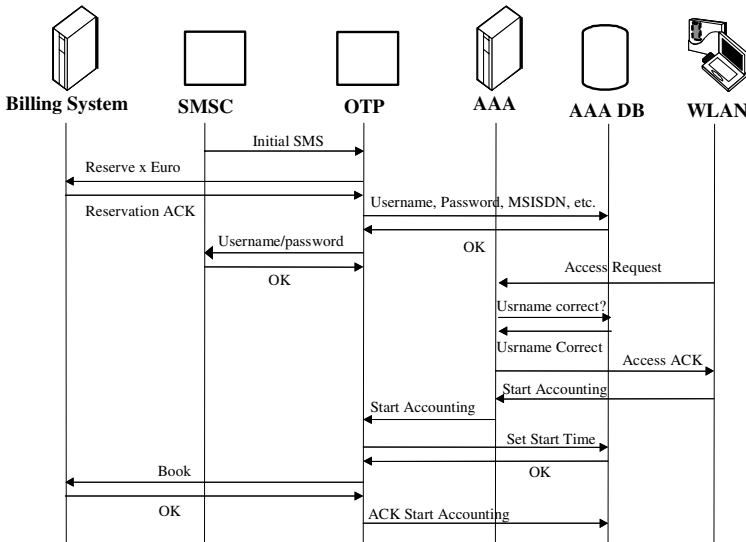 Billing System SMSC OTP AAA AAA DB WLAN
Initial SMS
Reserve x Euro
Reservation ACK
Username, Password, MSISDN, etc.
OK
Username/password
OK
Access Request
Usrname correct?
Usrname Correct
Access ACK
Start Accounting
Start Accounting
Set Start Time
OK
Book
OK
ACK Start Accounting